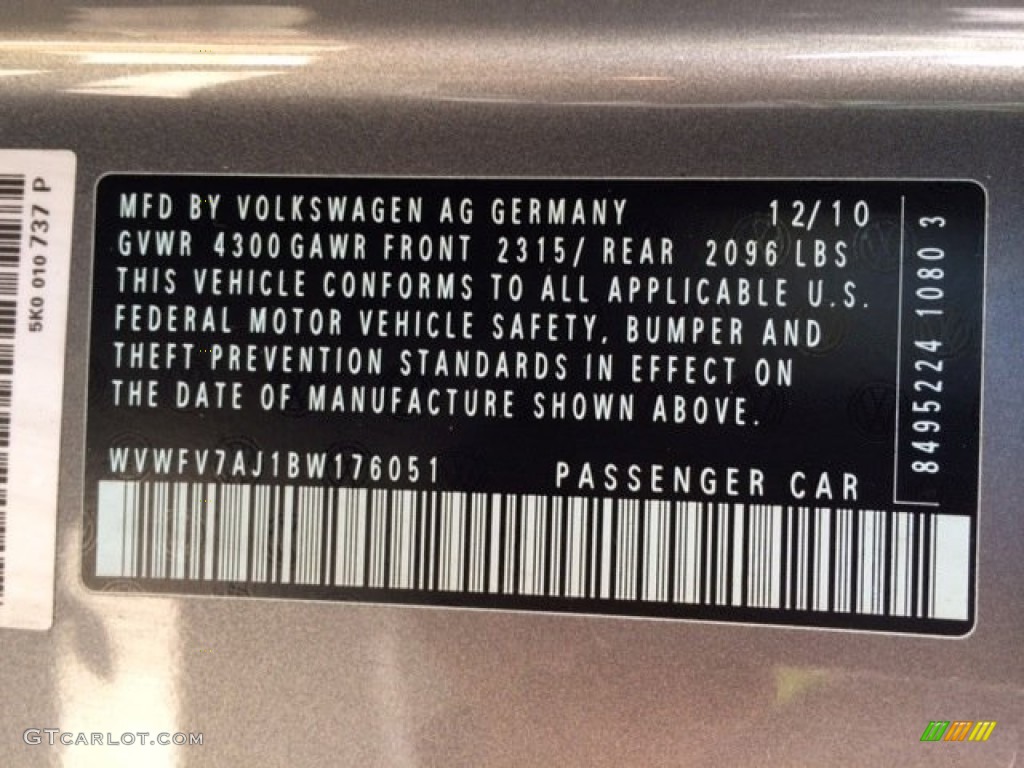 MFD BY VOLKSWAGEN AG GERMANY 12/10
GVWR 4300 GAWR FRONT 2315/ REAR 2096 LBS
THIS VEHICLE CONFORMS TO ALL APPLICABLE U.S.
FEDERAL MOTOR VEHICLE SAFETY, BUMPER AND
THEFT PREVENTION STANDARDS IN EFFECT ON
THE DATE OF MANUFACTURE SHOWN ABOVE.
WVWFV7AJ1BW176051 PASSENGER CAR
8495224 1080 3
5K0 010 737 P
GTcarlot.com